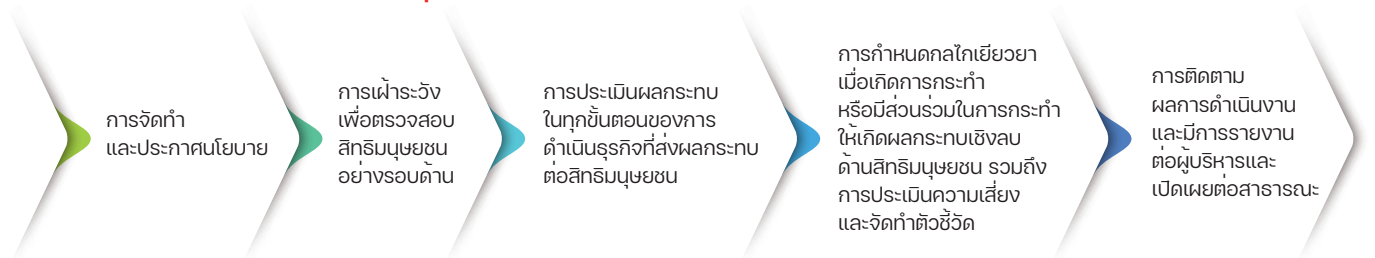 การจัดทำ
และประกาศนโยบาย
การเฝ้าระวัง
เพื่อตรวจสอบ
สิทธิมนุษยชน
อย่างรอบด้าน
การประเมินผลกระทบ
ในทุกขั้นตอนของการ
ดำเนินธุรกิจที่ส่งผลกระทบ
ต่อสิทธิมนุษยชน
การกำหนดกลไกเยียวยา
เมื่อเกิดการกระทำ
หรือมีส่วนร่วมในการกระทำ
ให้เกิดผลกระทบเชิงลบ
ด้านสิทธิมนุษยชน รวมถึง
การประเมินความเสี่ยง
และจัดทำตัวชี้วัด
การติดตาม
ผลการดำเนินงาน
และมีการรายงาน
ต่อผู้บริหารและ
เปิดเผยต่อสาธารณะ